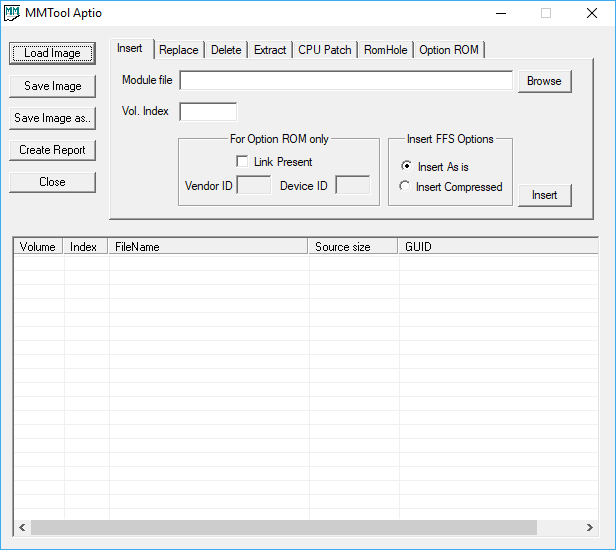 MMTool Aptio
Load Image
Save Image
Save Image as..
Create Report
Close
Insert Replace Delete Extract CPU Patch RomHole Option ROM
Module file Browse
Vol. Index
For Option ROM only
Link Present
Vendor ID Device ID
Insert FFS Options
Insert As is
Insert Compressed
Insert
Volume Index FileName Source size GUID